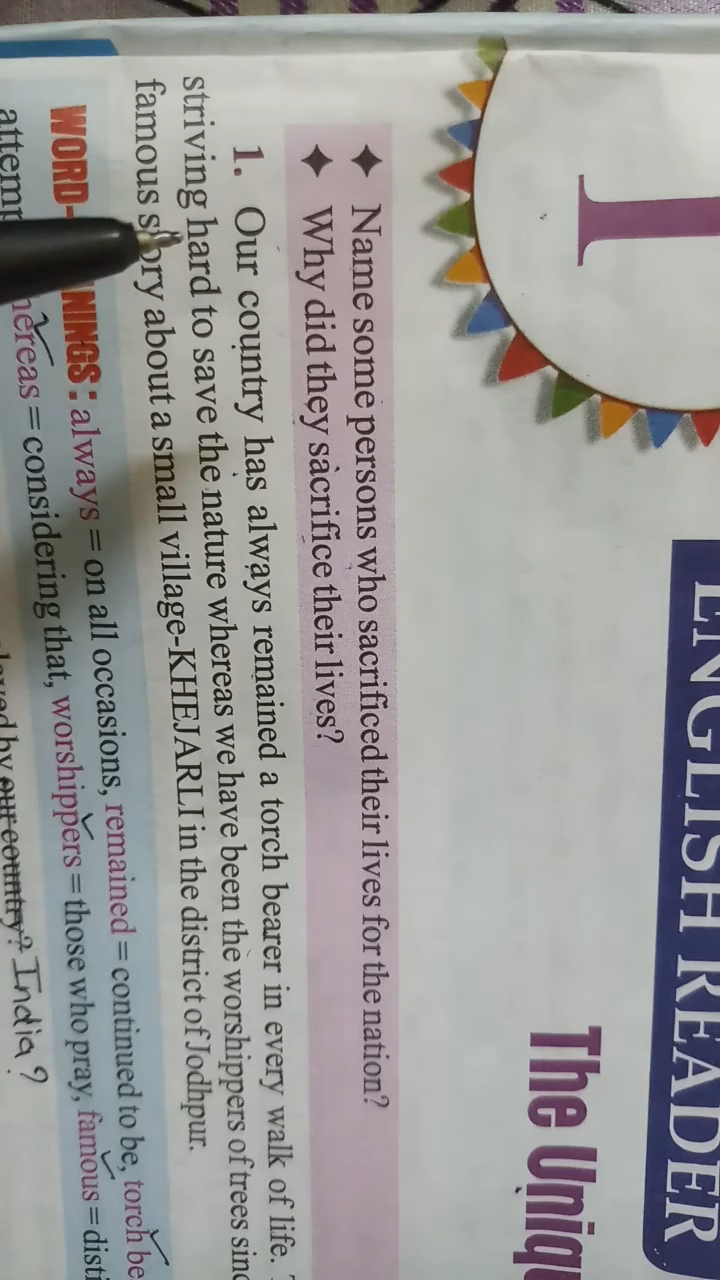 ENGLISH READER
1
The Uniq
✦ Name some persons who sacrificed their lives for the nation?
✦ Why did they sacrifice their lives?
1. Our country has always remained a torch bearer in every walk of life.
striving hard to save the nature whereas we have been the worshippers of trees sinc
famous story about a small village-KHEJARLI in the district of Jodhpur.
WORD- NINGS : always = on all occasions, remained = continued to be, torch be
attemp hereas = considering that, worshippers = those who pray, famous = disti
by our country? India?